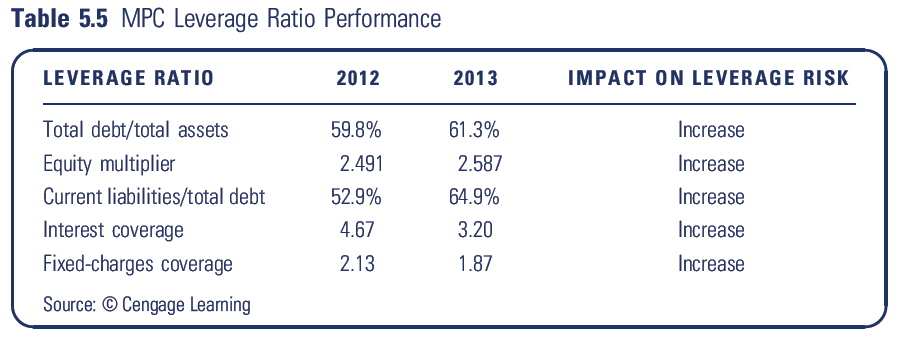 Table 5.5 MPC Leverage Ratio Performance
LEVERAGE RATIO 2012 2013 IMPACT ON LEVERAGE RISK
Total debt/total assets 59.8% 61.3% Increase
Equity multiplier 2.491 2.587 Increase
Current liabilities/total debt 52.9% 64.9% Increase
Interest coverage 4.67 3.20 Increase
Fixed-charges coverage 2.13 1.87 Increase
Source: © Cengage Learning